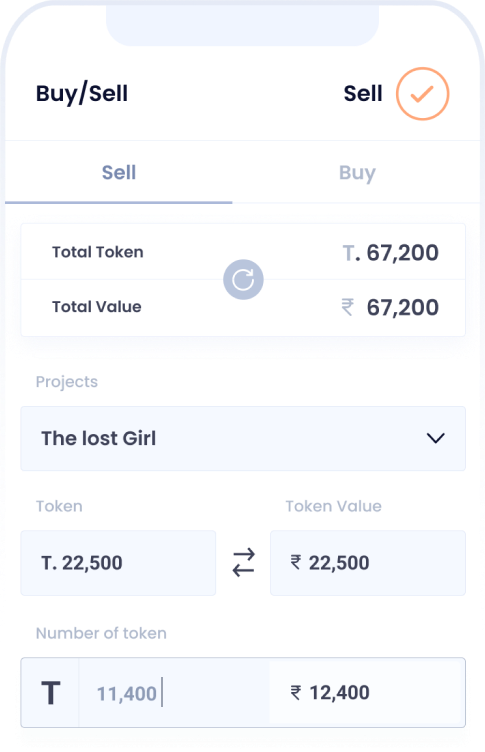 Buy/Sell Sell
Sell Buy
Total Token T. 67,200
Total Value ₹ 67,200
Projects
The lost Girl
Token Token Value
T. 22,500 ₹ 22,500
Number of token
T 11,400 ₹ 12,400